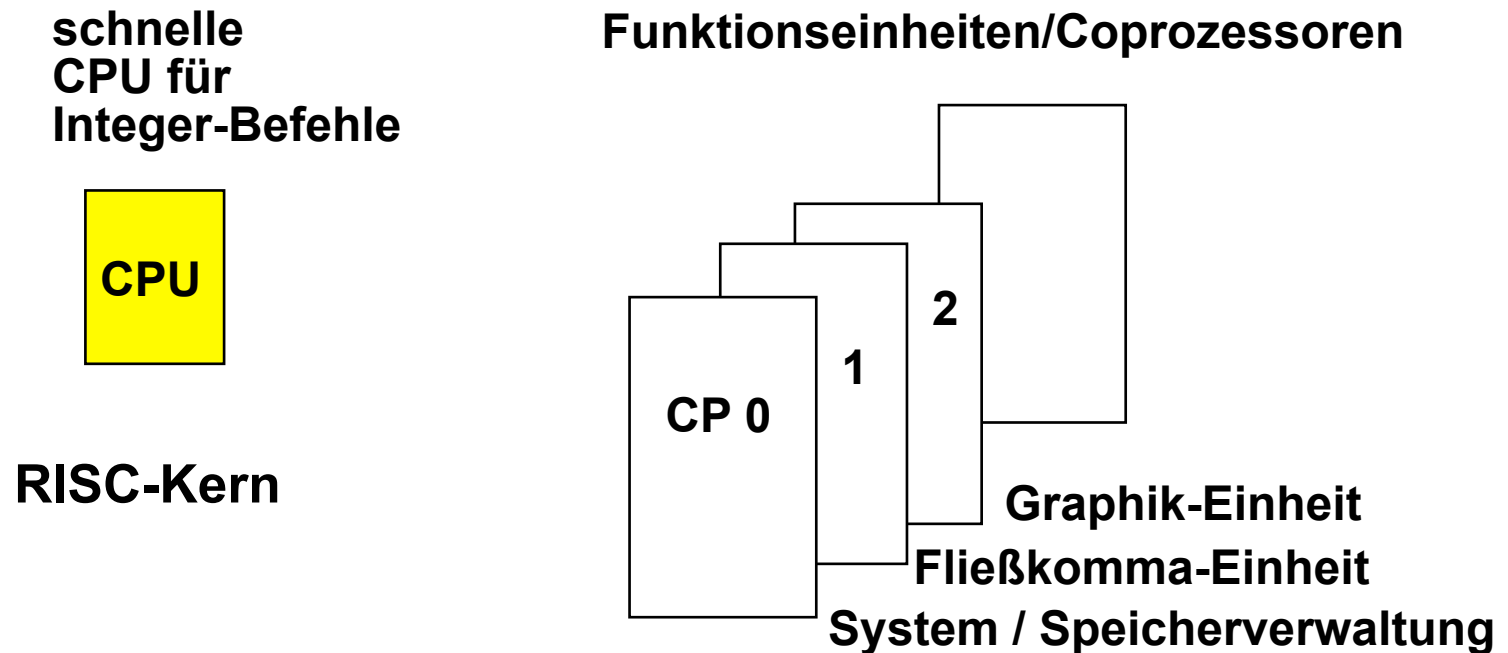 schnelle
CPU für
Integer-Befehle
CPU
RISC-Kern
Funktionseinheiten/Coprozessoren
2
1
CP 0
Graphik-Einheit
Fließkomma-Einheit
System / Speicherverwaltung